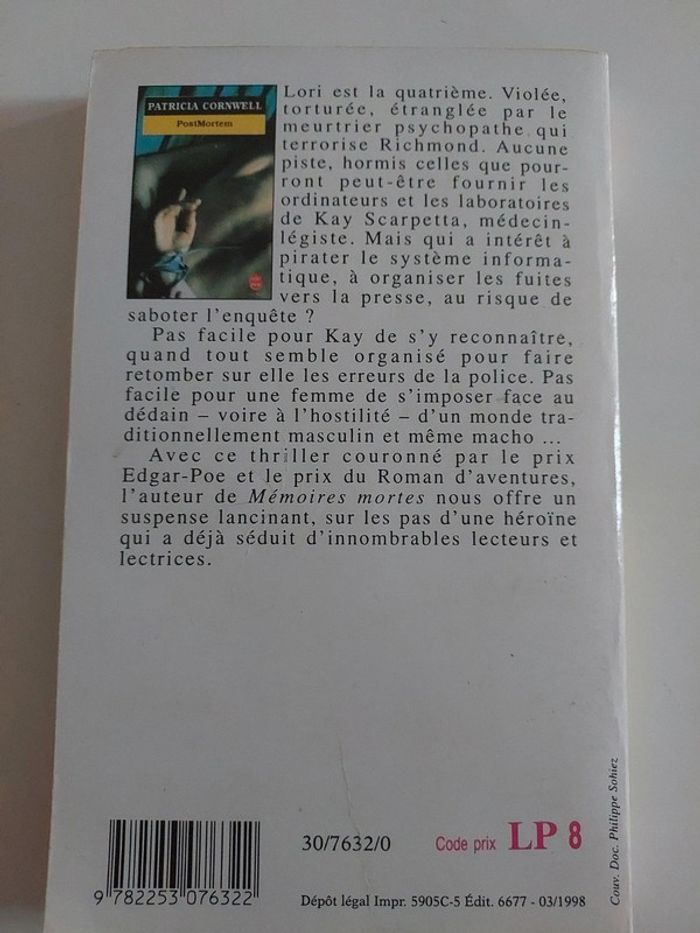 PATRICIA CORNWELL
PostMortem
Lori est la quatrième. Violée,
torturée, étranglée par le
meurtrier psychopathe qui
terrorise Richmond. Aucune
piste, hormis celles que pour-
ront peut-être fournir les
ordinateurs et les laboratoires
de Kay Scarpetta, médecin-
légiste. Mais qui a intérêt à
pirater le système informa-
tique, à organiser les fuites
vers la presse, au risque de
saboter l'enquête ?
Pas facile pour Kay de s'y reconnaître,
quand tout semble organisé pour faire
retomber sur elle les erreurs de la police. Pas
facile pour une femme de s'imposer face au
dédain – voire à l'hostilité – d'un monde tra-
ditionnellement masculin et même macho ...
Avec ce thriller couronné par le prix
Edgar-Poe et le prix du Roman d'aventures,
l'auteur de Mémoires mortes nous offre un
suspense lancinant, sur les pas d'une héroïne
qui a déjà séduit d'innombrables lecteurs et
lectrices.
Couv. Doc. Philippe Sohiez
30/7632/0
Code prix LP 8
9 782253 076322
Dépôt légal Impr. 5905C-5 Édit. 6677 - 03/1998